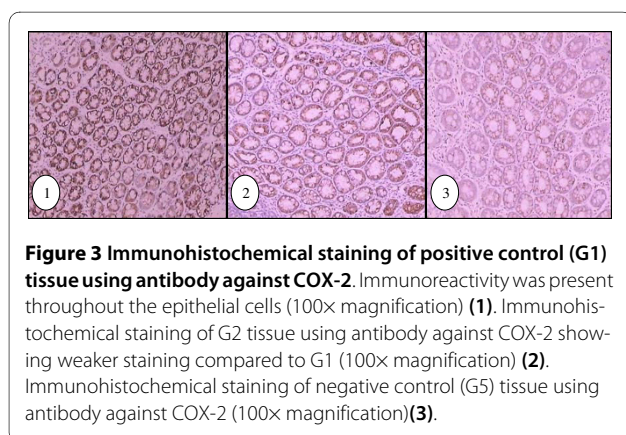 1 2 3
Figure 3 Immunohistochemical staining of positive control (G1)
tissue using antibody against COX-2. Immunoreactivity was present
throughout the epithelial cells (100× magnification) (1). Immunohis-
tochemical staining of G2 tissue using antibody against COX-2 show-
ing weaker staining compared to G1 (100× magnification) (2).
Immunohistochemical staining of negative control (G5) tissue using
antibody against COX-2 (100× magnification)(3).